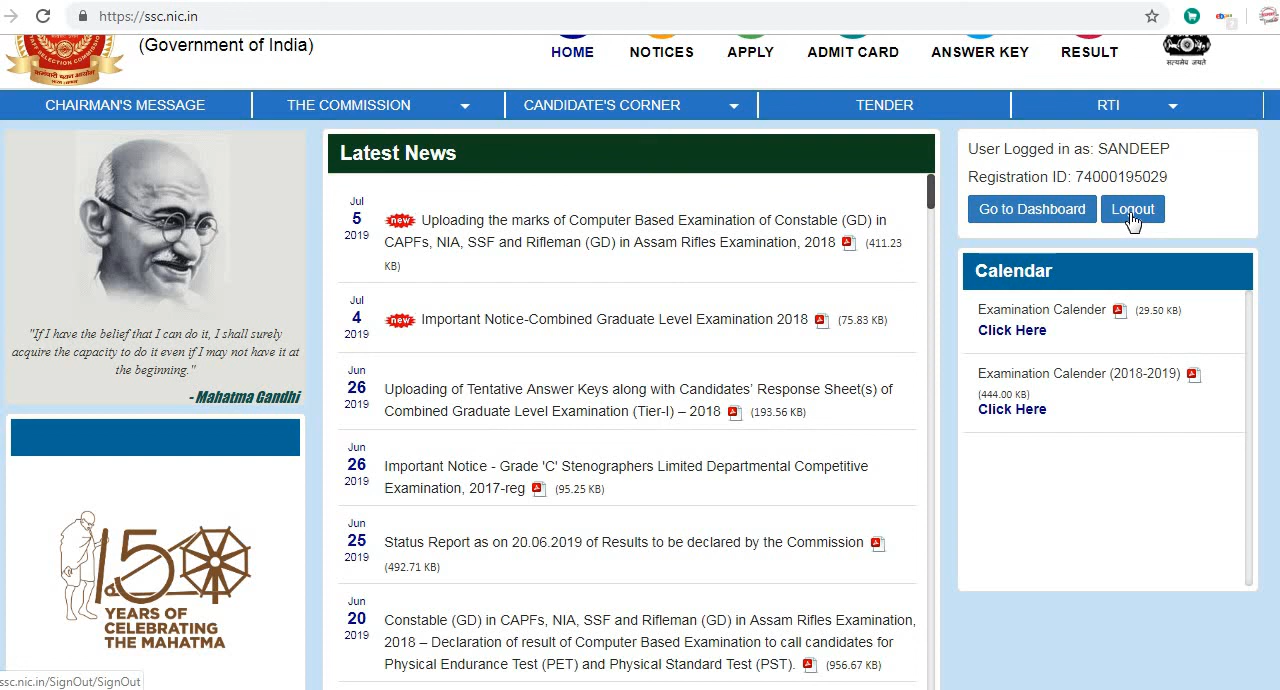 https://ssc.nic.in
(Government of India)
HOME
NOTICES
APPLY
ADMIT CARD
ANSWER KEY
RESULT
सत्यमेव जयते
CHAIRMAN'S MESSAGE
THE COMMISSION
CANDIDATE'S CORNER
TENDER
RTI
"If I have the belief that I can do it, I shall surely
acquire the capacity to do it even if I may not have it at
the beginning."
- Mahatma Gandhi
150
YEARS OF
CELEBRATING
THE MAHATMA
Latest News
Jul
5
2019
new Uploading the marks of Computer Based Examination of Constable (GD) in
CAPFs, NIA, SSF and Rifleman (GD) in Assam Rifles Examination, 2018 (411.23
KB)
Jul
4
2019
new Important Notice-Combined Graduate Level Examination 2018 (75.83 KB)
Jun
26
2019
Uploading of Tentative Answer Keys along with Candidates' Response Sheet(s) of
Combined Graduate Level Examination (Tier-I) – 2018 (193.56 KB)
Jun
26
2019
Important Notice - Grade 'C' Stenographers Limited Departmental Competitive
Examination, 2017-reg (95.25 KB)
Jun
25
2019
Status Report as on 20.06.2019 of Results to be declared by the Commission
(492.71 KB)
Jun
20
2019
Constable (GD) in CAPFs, NIA, SSF and Rifleman (GD) in Assam Rifles Examination,
2018 – Declaration of result of Computer Based Examination to call candidates for
Physical Endurance Test (PET) and Physical Standard Test (PST). (956.67 KB)
User Logged in as: SANDEEP
Registration ID: 74000195029
Go to Dashboard
Logout
Calendar
Examination Calender (29.50 KB)
Click Here
Examination Calender (2018-2019)
(444.00 KB)
Click Here
ssc.nic.in/SignOut/SignOut